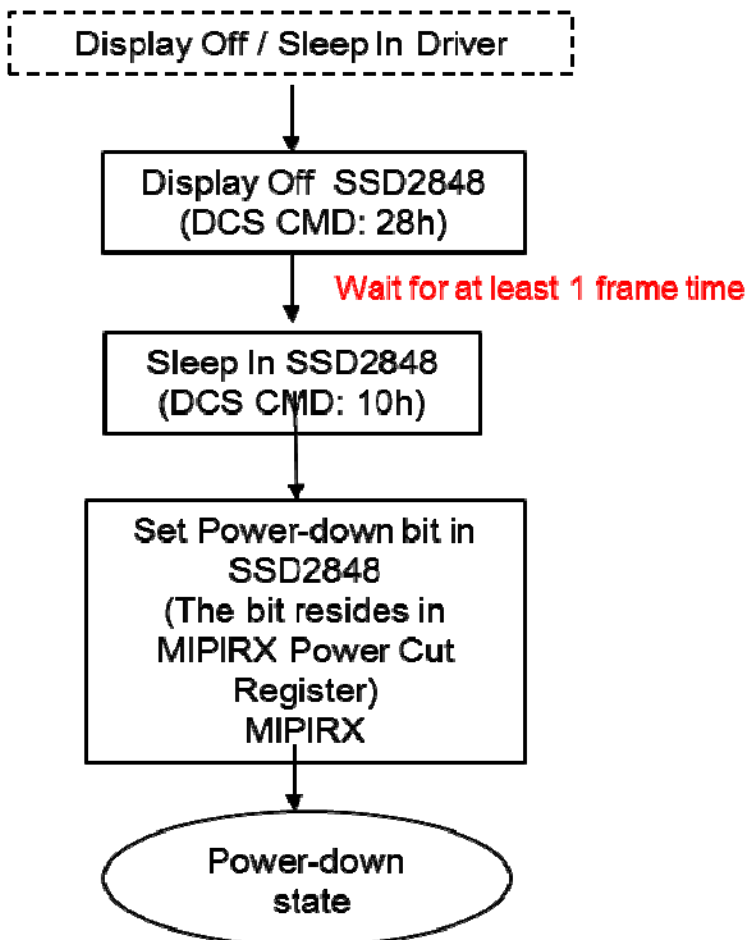 Display Off / Sleep In Driver
Display Off SSD2848
(DCS CMD: 28h)
Wait for at least 1 frame time
Sleep In SSD2848
(DCS CMD: 10h)
Set Power-down bit in
SSD2848
(The bit resides in
MIPIRX Power Cut
Register)
MIPIRX
Power-down
state